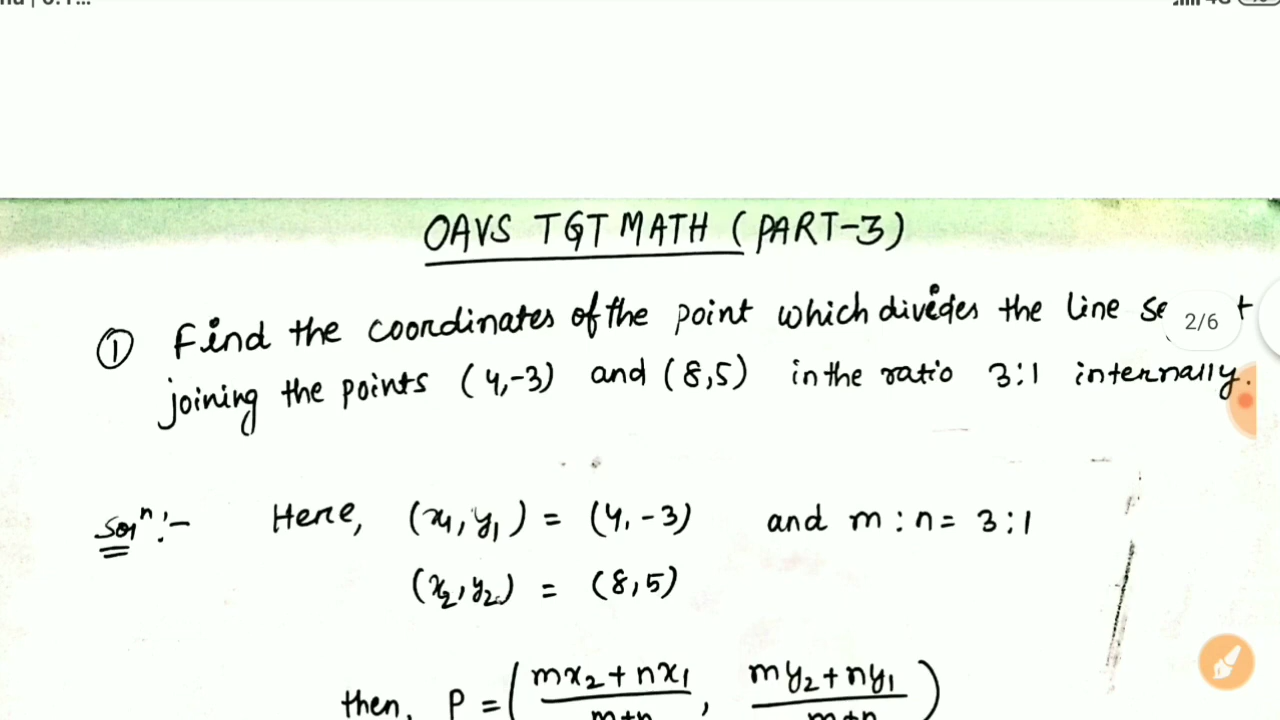 OAVS TGT MATH (PART-3)
① Find the coordinates of the point which divides the line
2/6
joining the points (4,-3) and (8,5) in the ratio 3:1 internally.
Solⁿ:- Here, (x₁, y₁) = (4, -3) and m : n = 3:1
(x₂, y₂) = (8,5)
then, P = ( mx₂ + nx₁ / m+n , my₂ + ny₁ / m+n )